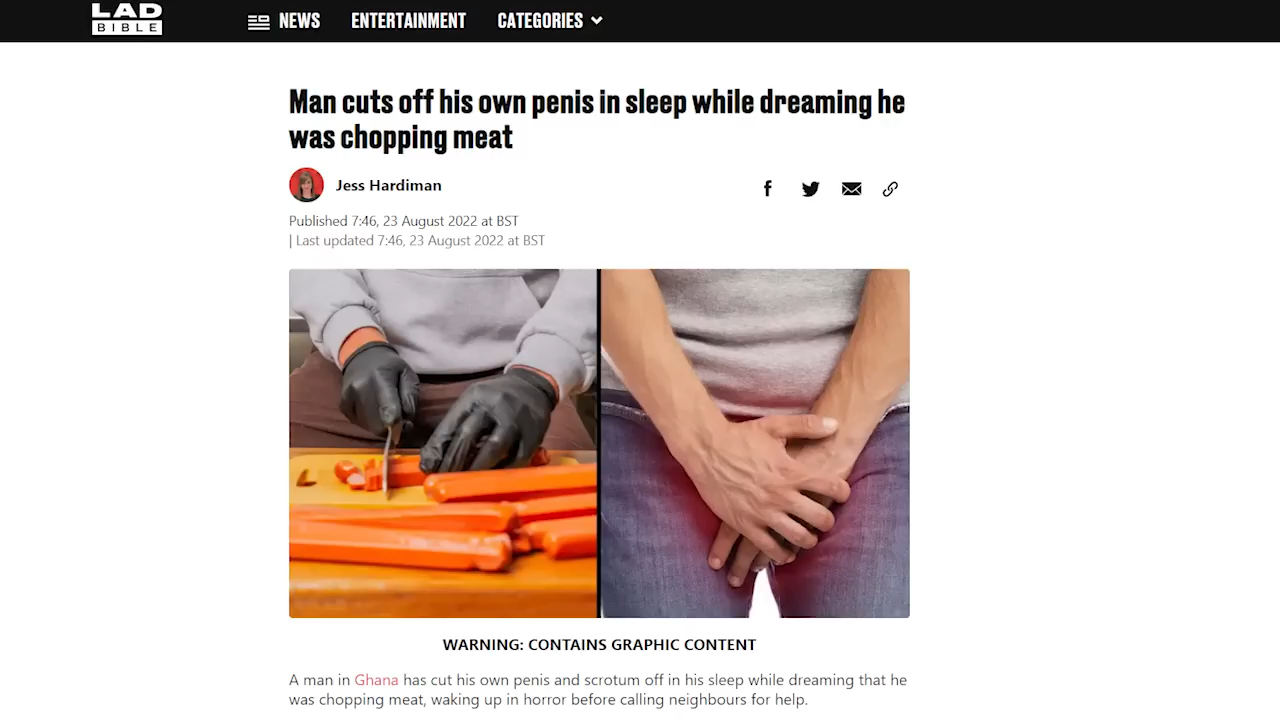 LAD
BIBLE
NEWS ENTERTAINMENT CATEGORIES
Man cuts off his own penis in sleep while dreaming he
was chopping meat
Jess Hardiman
Published 7:46, 23 August 2022 at BST
| Last updated 7:46, 23 August 2022 at BST
WARNING: CONTAINS GRAPHIC CONTENT
A man in Ghana has cut his own penis and scrotum off in his sleep while dreaming that he
was chopping meat, waking up in horror before calling neighbours for help.